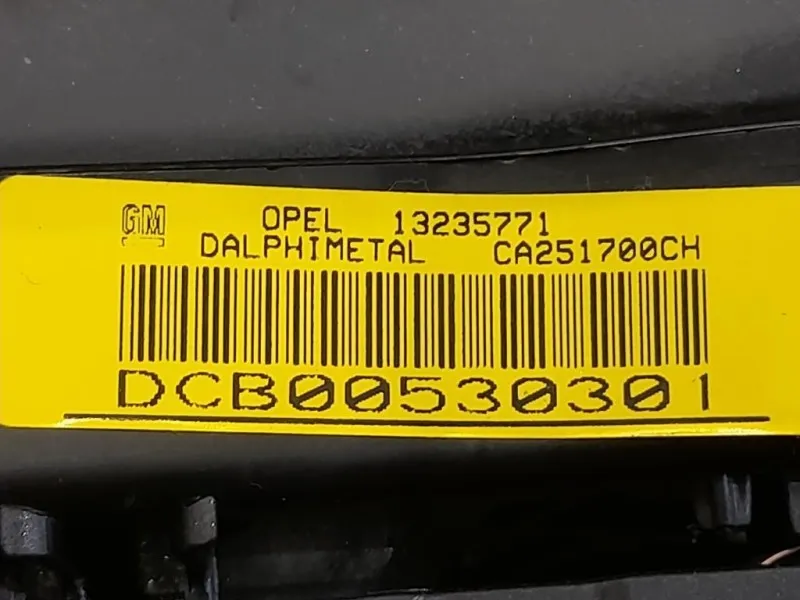 GM OPEL 13235771
DALPHIMETAL CA251700CH
DCB00530301